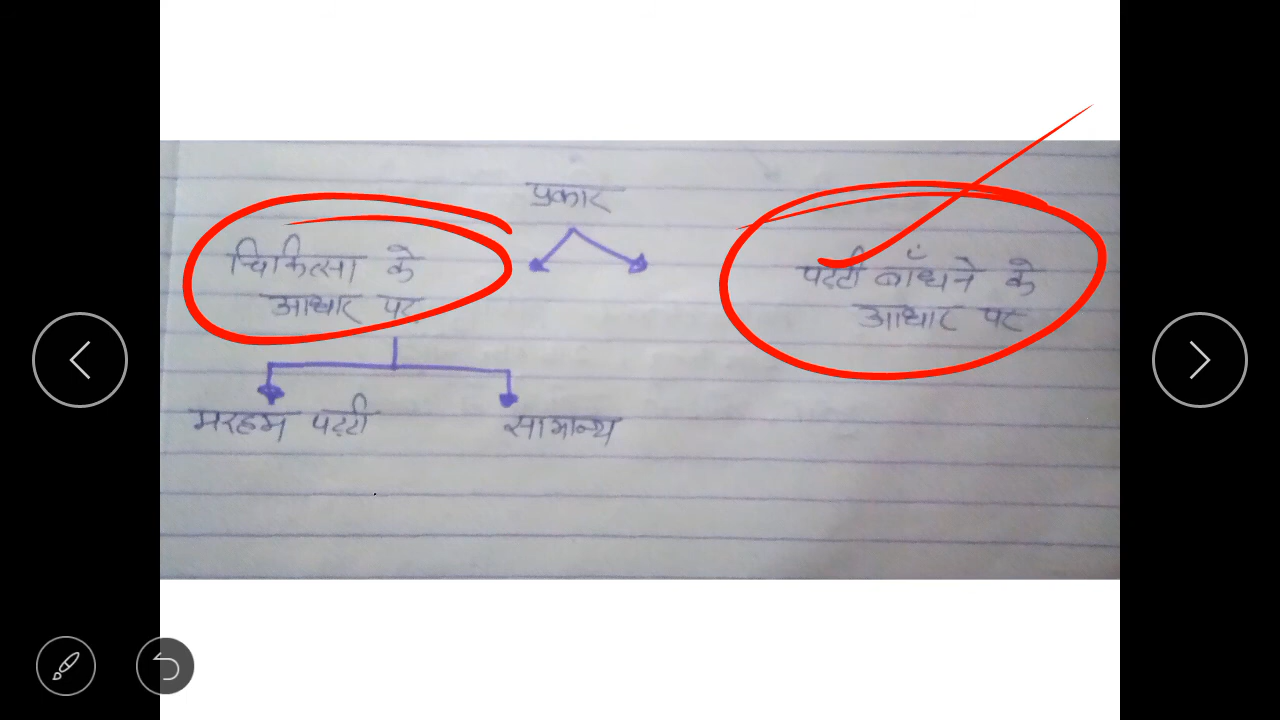 प्रकार
चिकित्सा के
आधार पर
पट्टी बाँधने के
आधार पर
मरहम पट्टी
सामान्य